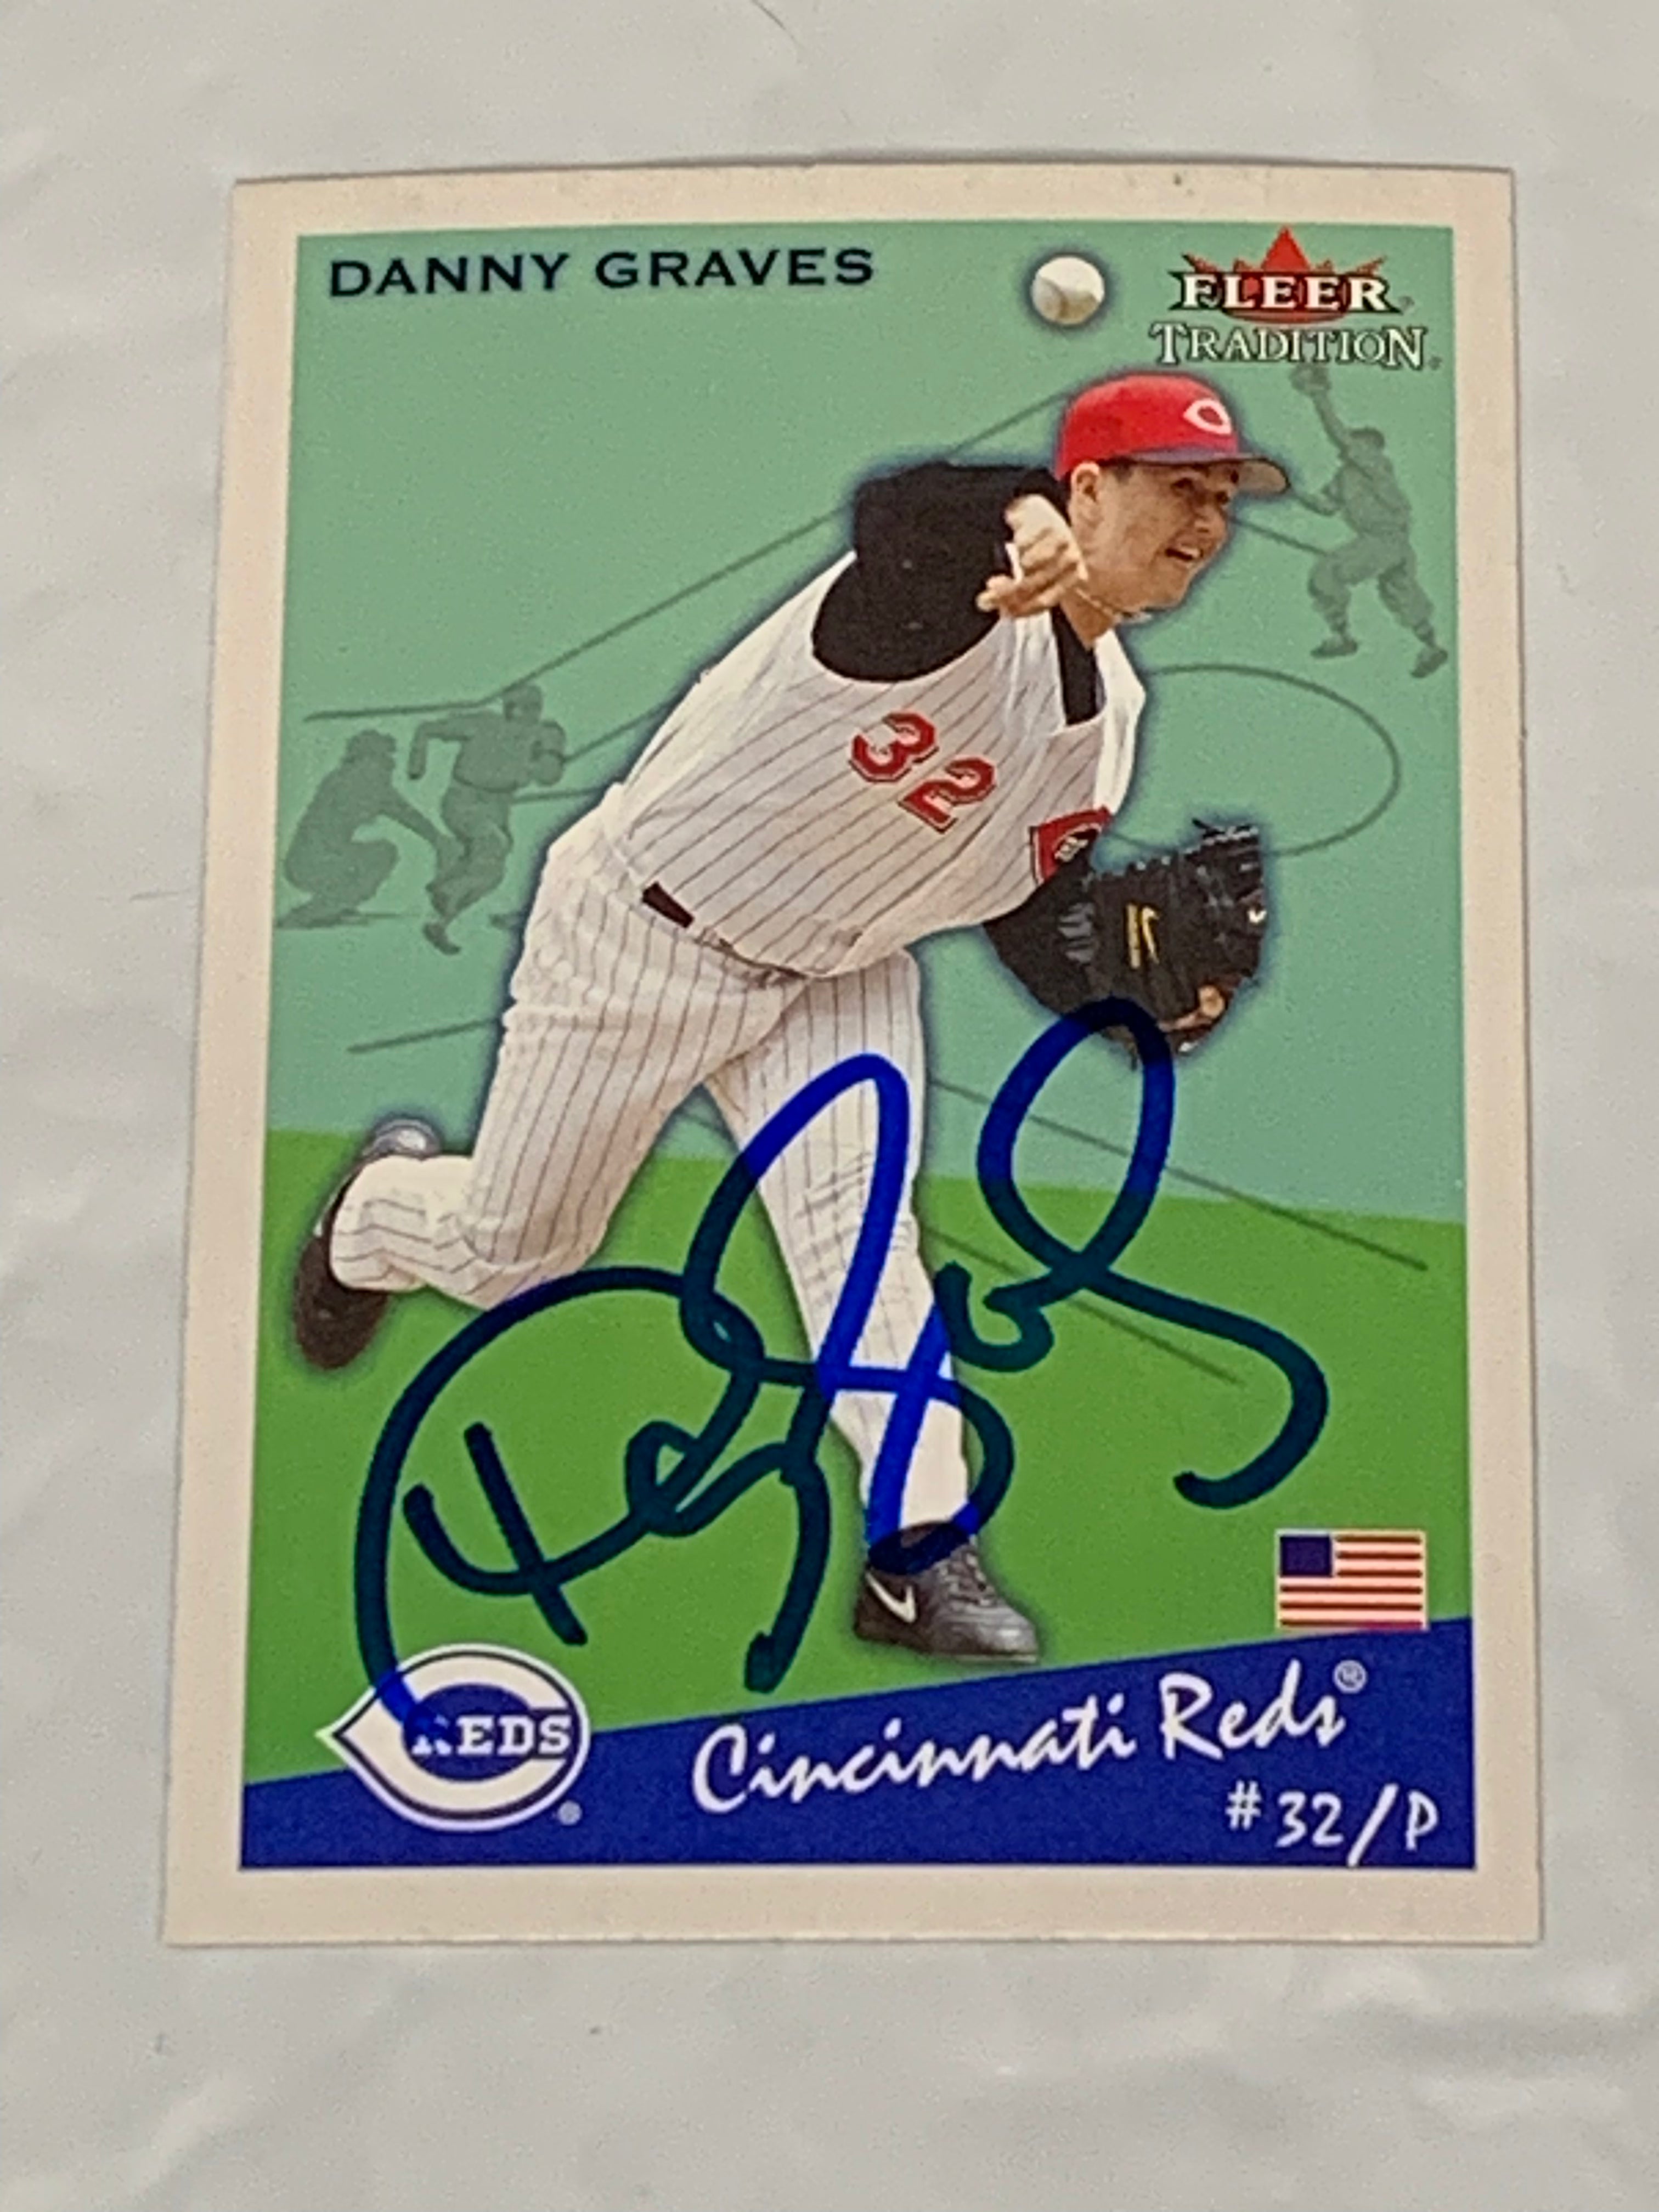 DANNY GRAVES
FLEER
TRADITION
32
REDS
Cincinnati Reds®
#32/P